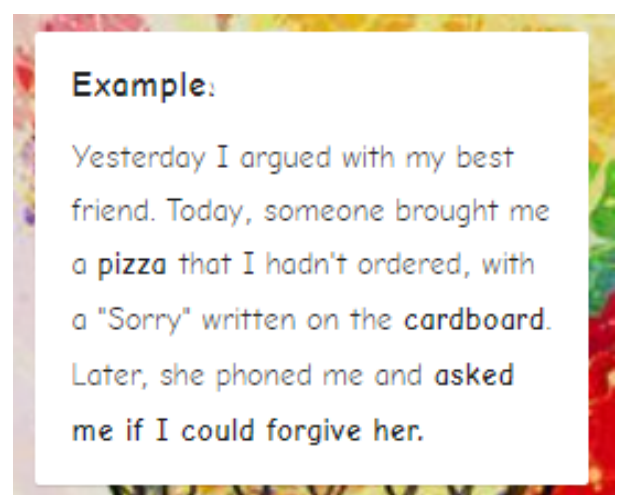 Example:
Yesterday I argued with my best
friend. Today, someone brought me
a pizza that I hadn't ordered, with
a "Sorry" written on the cardboard.
Later, she phoned me and asked
me if I could forgive her.